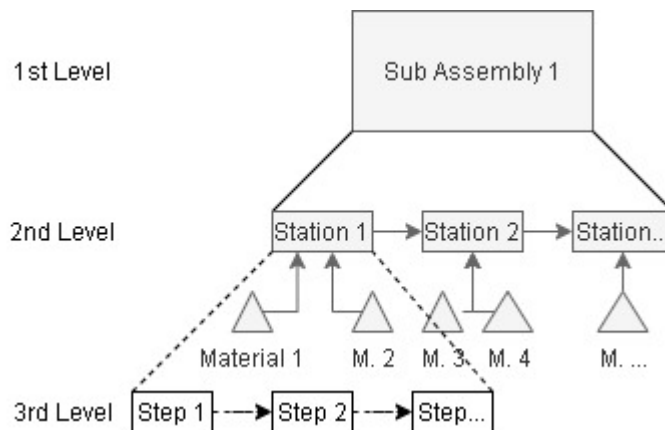 1st Level
Sub Assembly 1
2nd Level
Station 1
Station 2
Station...
Material 1
M. 2
M. 3
M. 4
M. ...
3rd Level
Step 1
Step 2
Step...